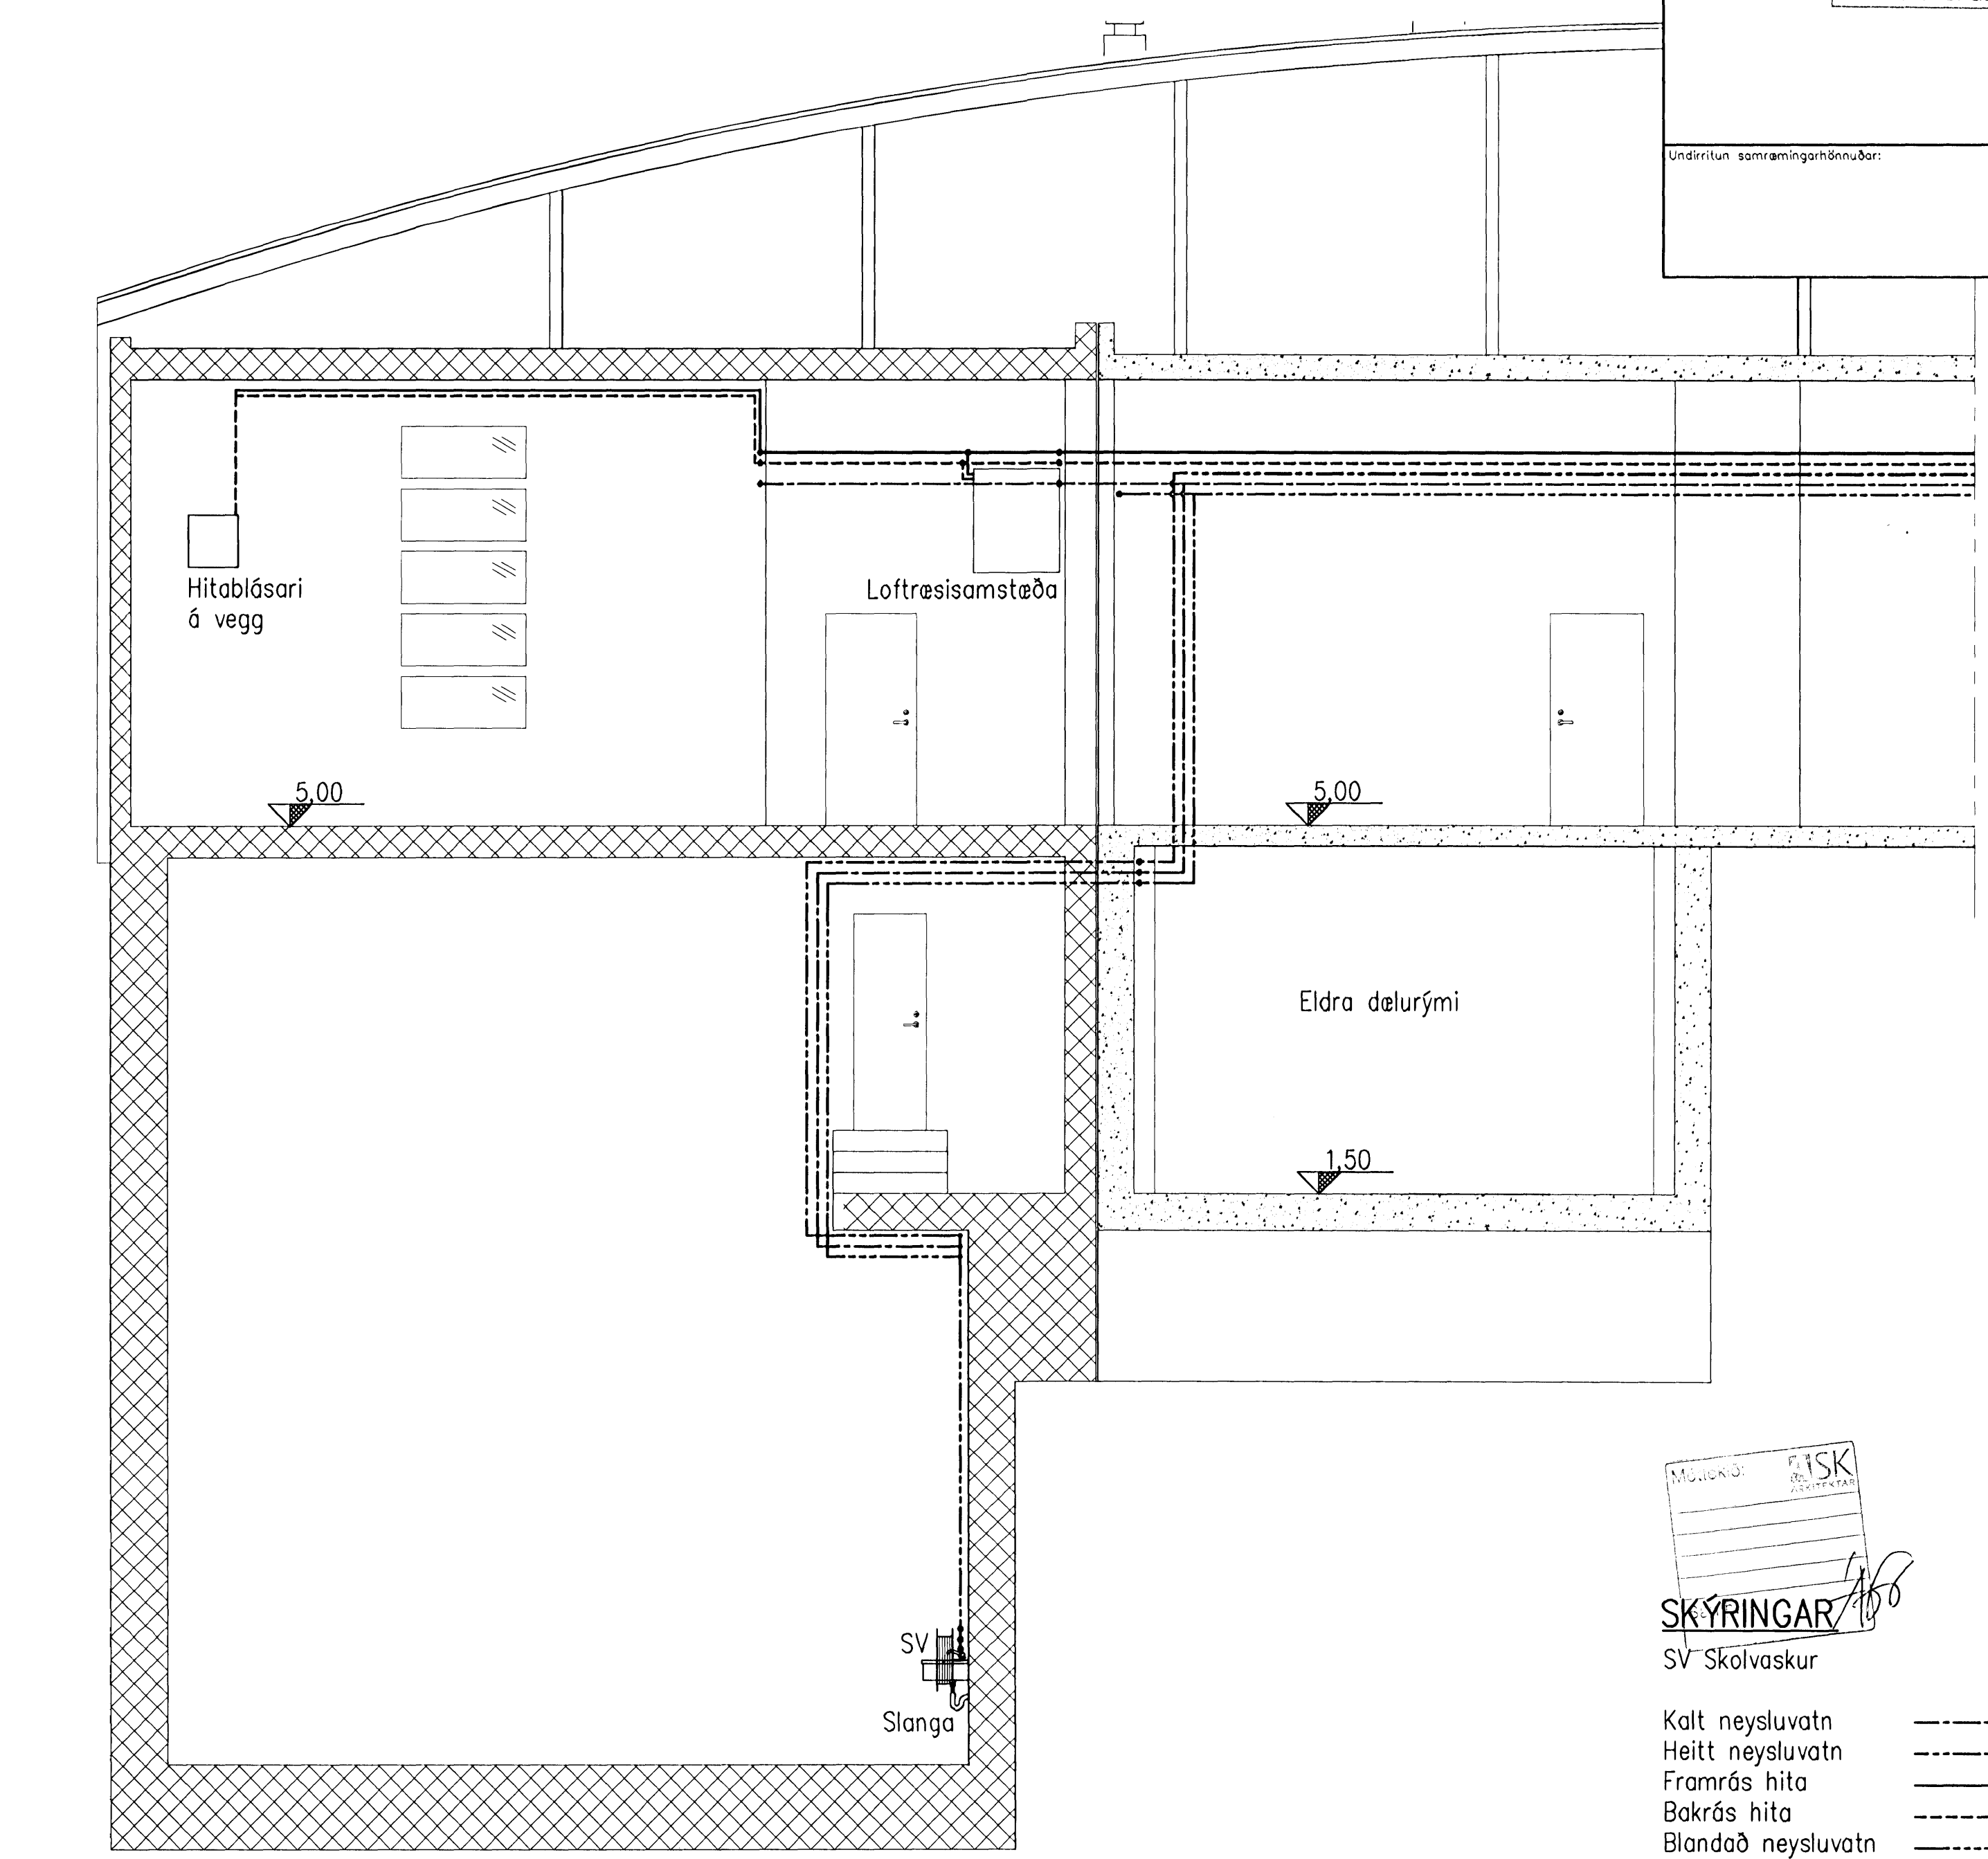 Undirritun samræmingarhönnuðar:
Hitablásari
á vegg
Loftræsisamstæða
5,00
5,00
Eldra dælurými
1,50
SV
Slanga
Móttekið:
ASK
ARKITEKTAR
SKÝRINGAR
SV Skolvaskur
Kalt neysluvatn
Heitt neysluvatn
Framrás hita
Bakrás hita
Blandað neysluvatn